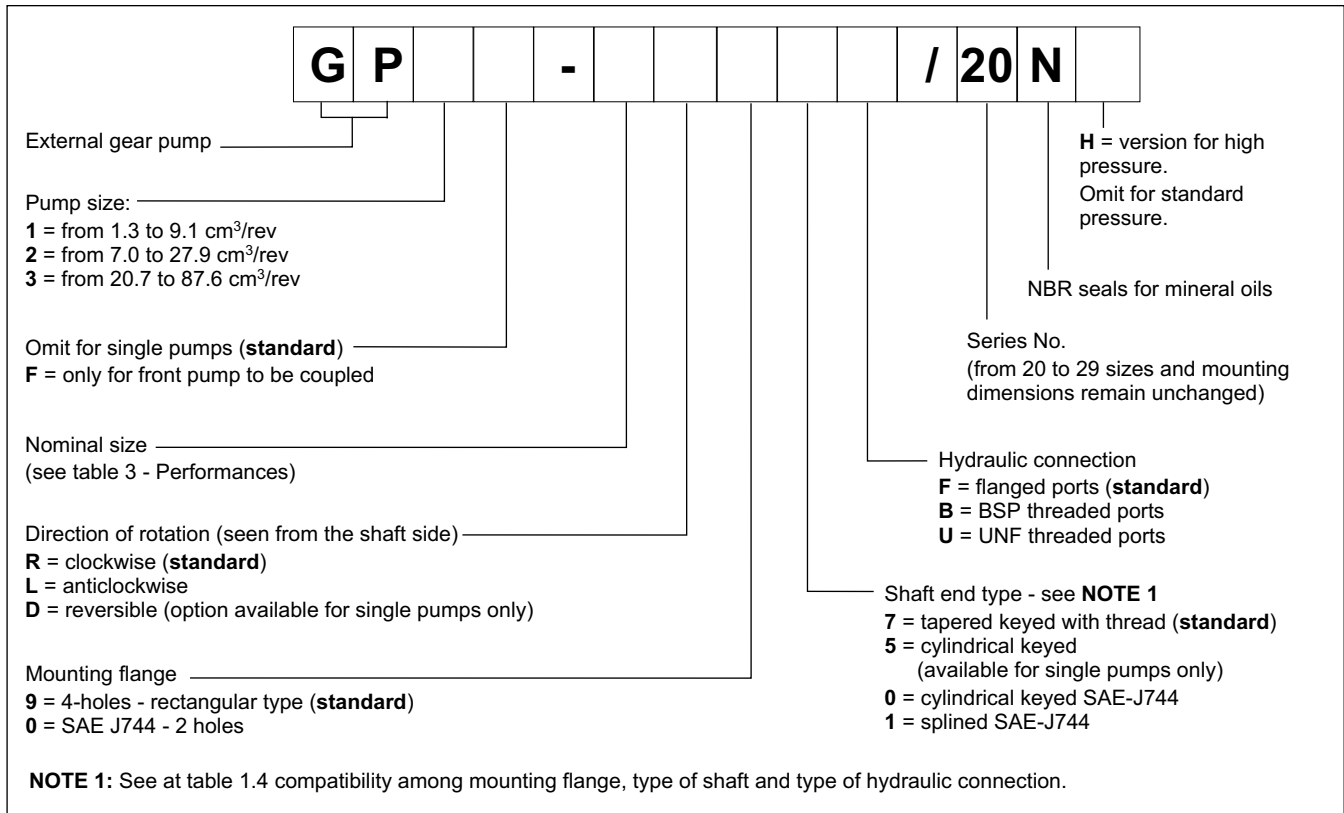 G P - / 20 N
External gear pump
Pump size:
1 = from 1.3 to 9.1 cm³/rev
2 = from 7.0 to 27.9 cm³/rev
3 = from 20.7 to 87.6 cm³/rev
Omit for single pumps (standard)
F = only for front pump to be coupled
Nominal size
(see table 3 - Performances)
Direction of rotation (seen from the shaft side)
R = clockwise (standard)
L = anticlockwise
D = reversible (option available for single pumps only)
Mounting flange
9 = 4-holes - rectangular type (standard)
0 = SAE J744 - 2 holes
H = version for high
pressure.
Omit for standard
pressure.
NBR seals for mineral oils
Series No.
(from 20 to 29 sizes and mounting
dimensions remain unchanged)
Hydraulic connection
F = flanged ports (standard)
B = BSP threaded ports
U = UNF threaded ports
Shaft end type - see NOTE 1
7 = tapered keyed with thread (standard)
5 = cylindrical keyed
(available for single pumps only)
0 = cylindrical keyed SAE-J744
1 = splined SAE-J744
NOTE 1: See at table 1.4 compatibility among mounting flange, type of shaft and type of hydraulic connection.